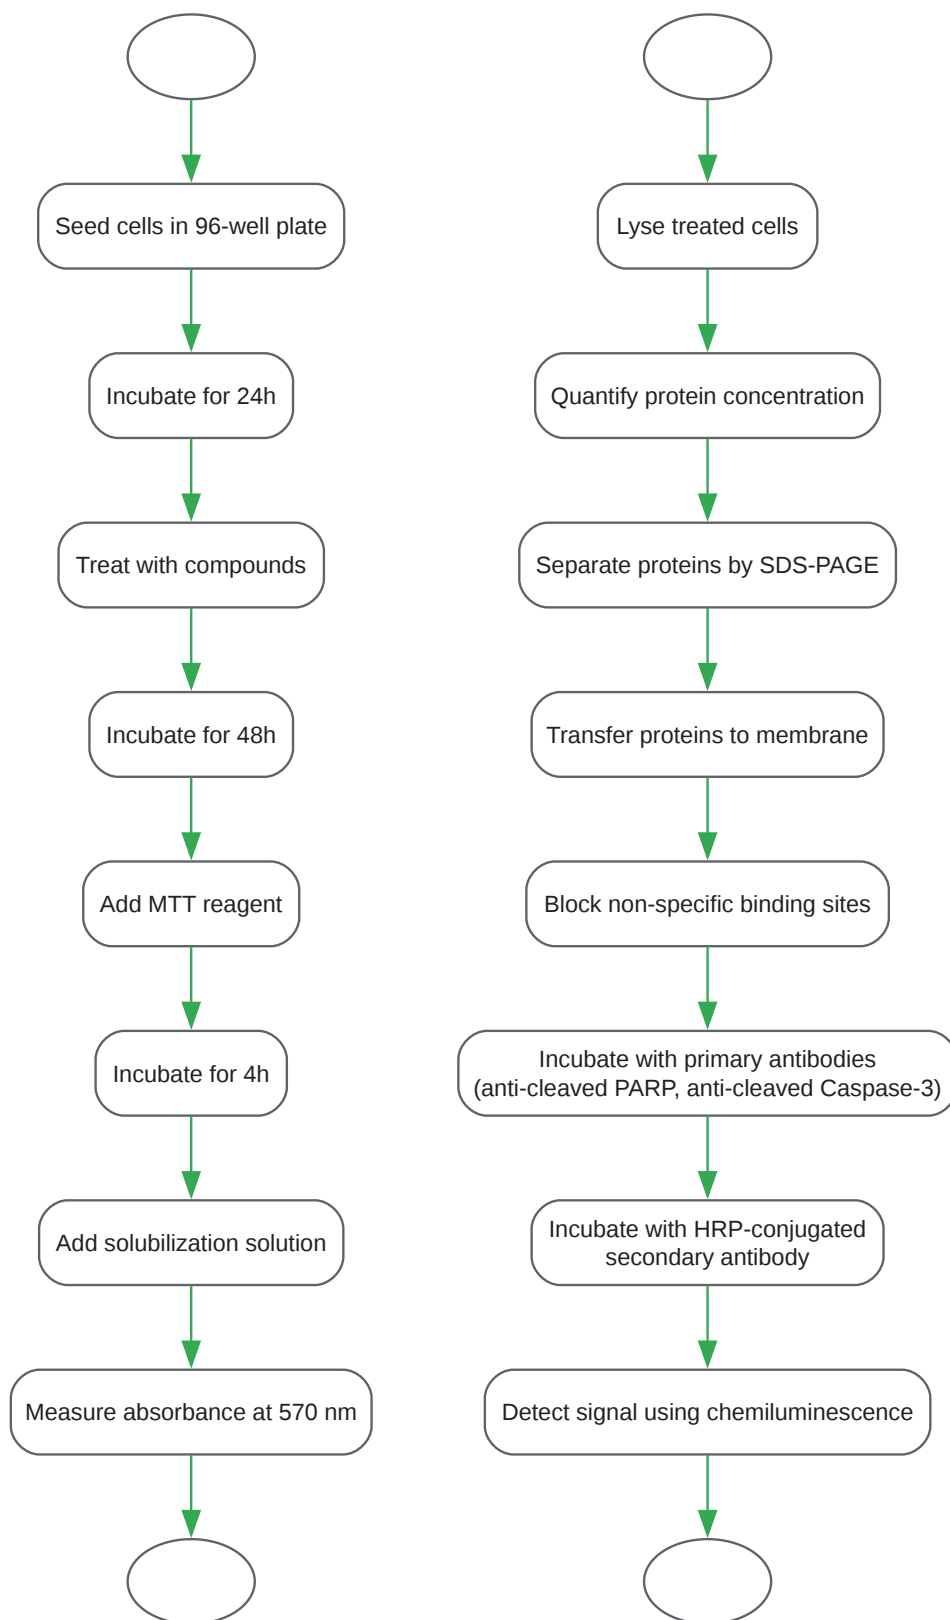 Seed cells in 96-well plate
Incubate for 24h
Treat with compounds
Incubate for 48h
Add MTT reagent
Incubate for 4h
Add solubilization solution
Measure absorbance at 570 nm
Lyse treated cells
Quantify protein concentration
Separate proteins by SDS-PAGE
Transfer proteins to membrane
Block non-specific binding sites
Incubate with primary antibodies
(anti-cleaved PARP, anti-cleaved Caspase-3)
Incubate with HRP-conjugated
secondary antibody
Detect signal using chemiluminescence